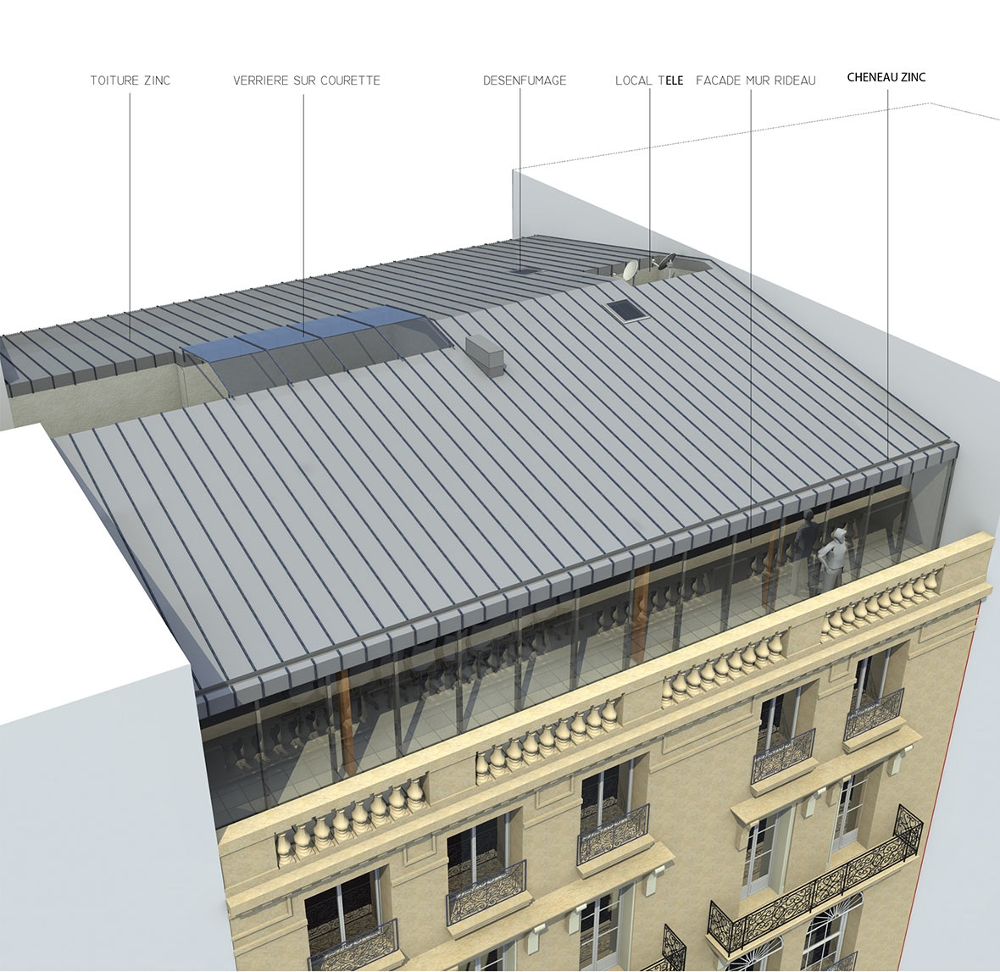 TOITURE ZINC
VERRIERE SUR COURETTE
DESENFUMAGE
LOCAL TELE
FACADE MUR RIDEAU
CHENEAU ZINC